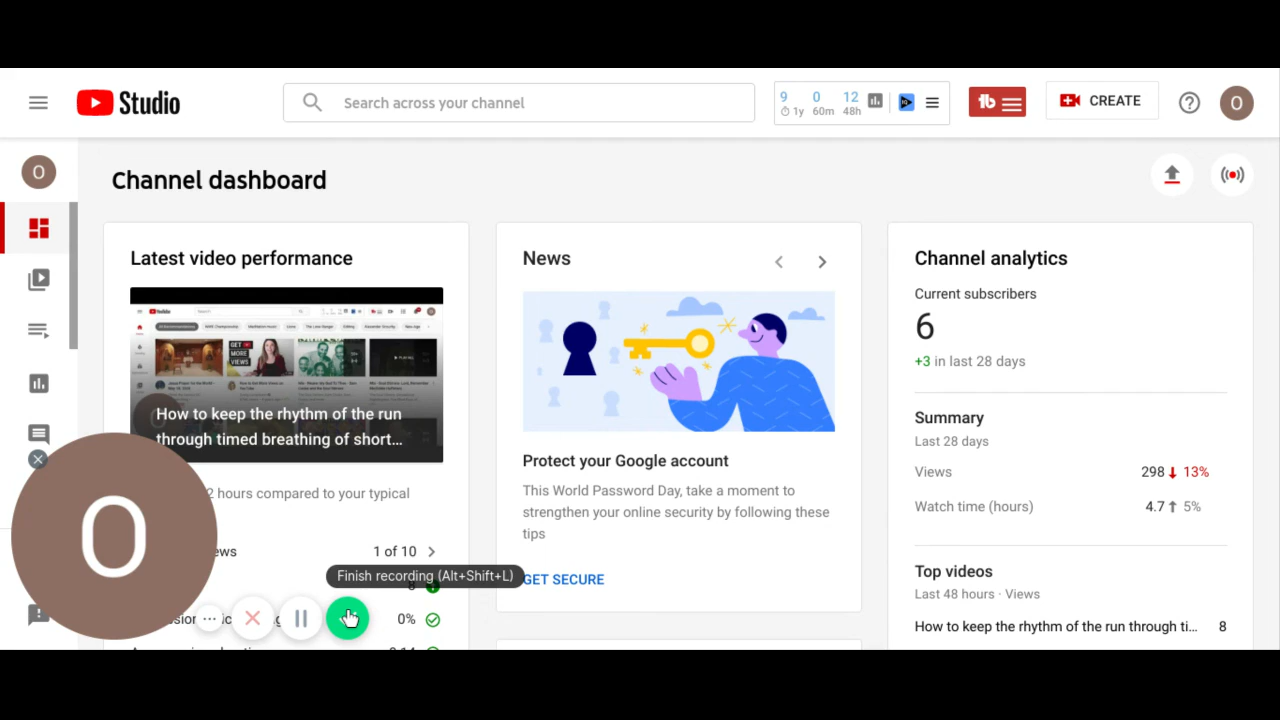 Studio
Search across your channel
9 0 12
1y 60m 48h
CREATE
O
O
Channel dashboard
Latest video performance
How to keep the rhythm of the run
through timed breathing of short...
2 hours compared to your typical
1 of 10
8
0%
O
Finish recording (Alt+Shift+L)
News
Protect your Google account
This World Password Day, take a moment to
strengthen your online security by following these
tips
GET SECURE
Channel analytics
Current subscribers
6
+3 in last 28 days
Summary
Last 28 days
Views 298 13%
Watch time (hours) 4.7 5%
Top videos
Last 48 hours · Views
How to keep the rhythm of the run through ti... 8